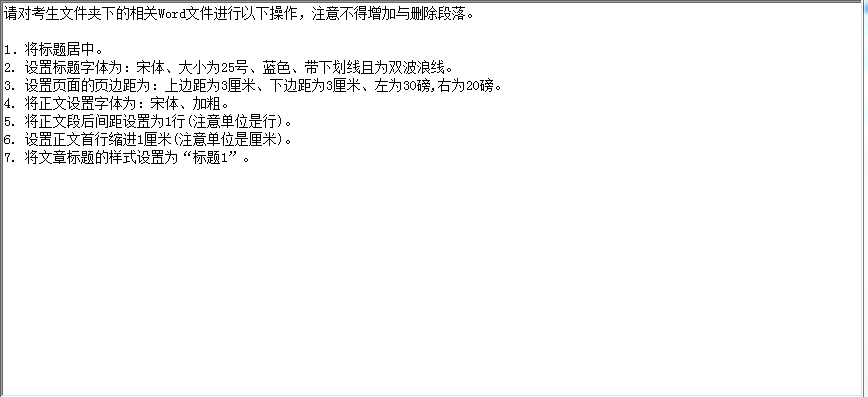 请对考生文件夹下的相关Word文件进行以下操作，注意不得增加与删除段落。
1. 将标题居中。
2. 设置标题字体为：宋体、大小为25号、蓝色、带下划线且为双波浪线。
3. 设置页面的页边距为：上边距为3厘米、下边距为3厘米、左为30磅,右为20磅。
4. 将正文设置字体为：宋体、加粗。
5. 将正文段后间距设置为1行(注意单位是行)。
6. 设置正文首行缩进1厘米(注意单位是厘米)。
7. 将文章标题的样式设置为“标题1”。